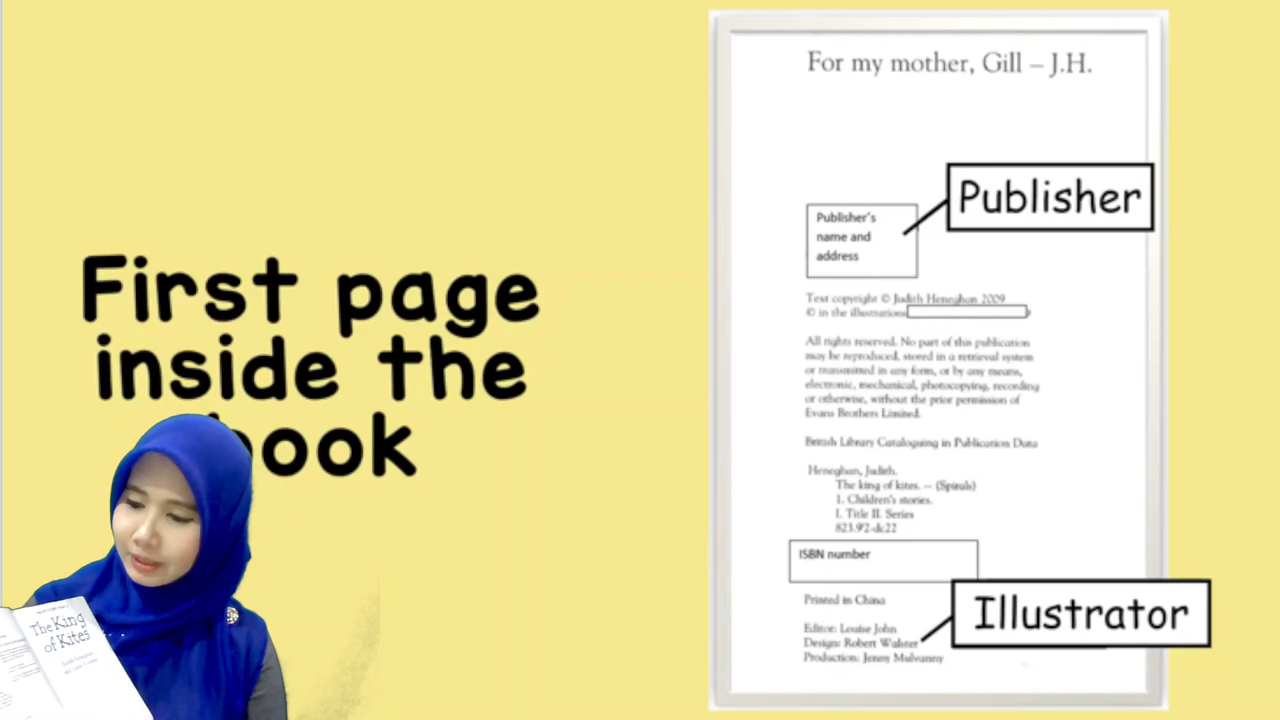 First page
inside the
book
For my mother, Gill – J.H.
Publisher
Publisher's
name and
address
Text copyright © Judith Heneghan 2009
© in the illustrations
All rights reserved. No part of this publication
may be reproduced, stored in a retrieval system
or transmitted in any form, or by any means,
electronic, mechanical, photocopying, recording
or otherwise, without the prior permission of
Evans Brothers Limited.
British Library Cataloguing in Publication Data
Heneghan, Judith.
The king of kites. -- (Spirals)
1. Children's stories.
I. Title II. Series
823.9'2-dc22
ISBN number
Printed in China
Illustrator
Editor: Louise John
Design: Robert Walster
Production: Jenny Mulvanny
The King
of Kites